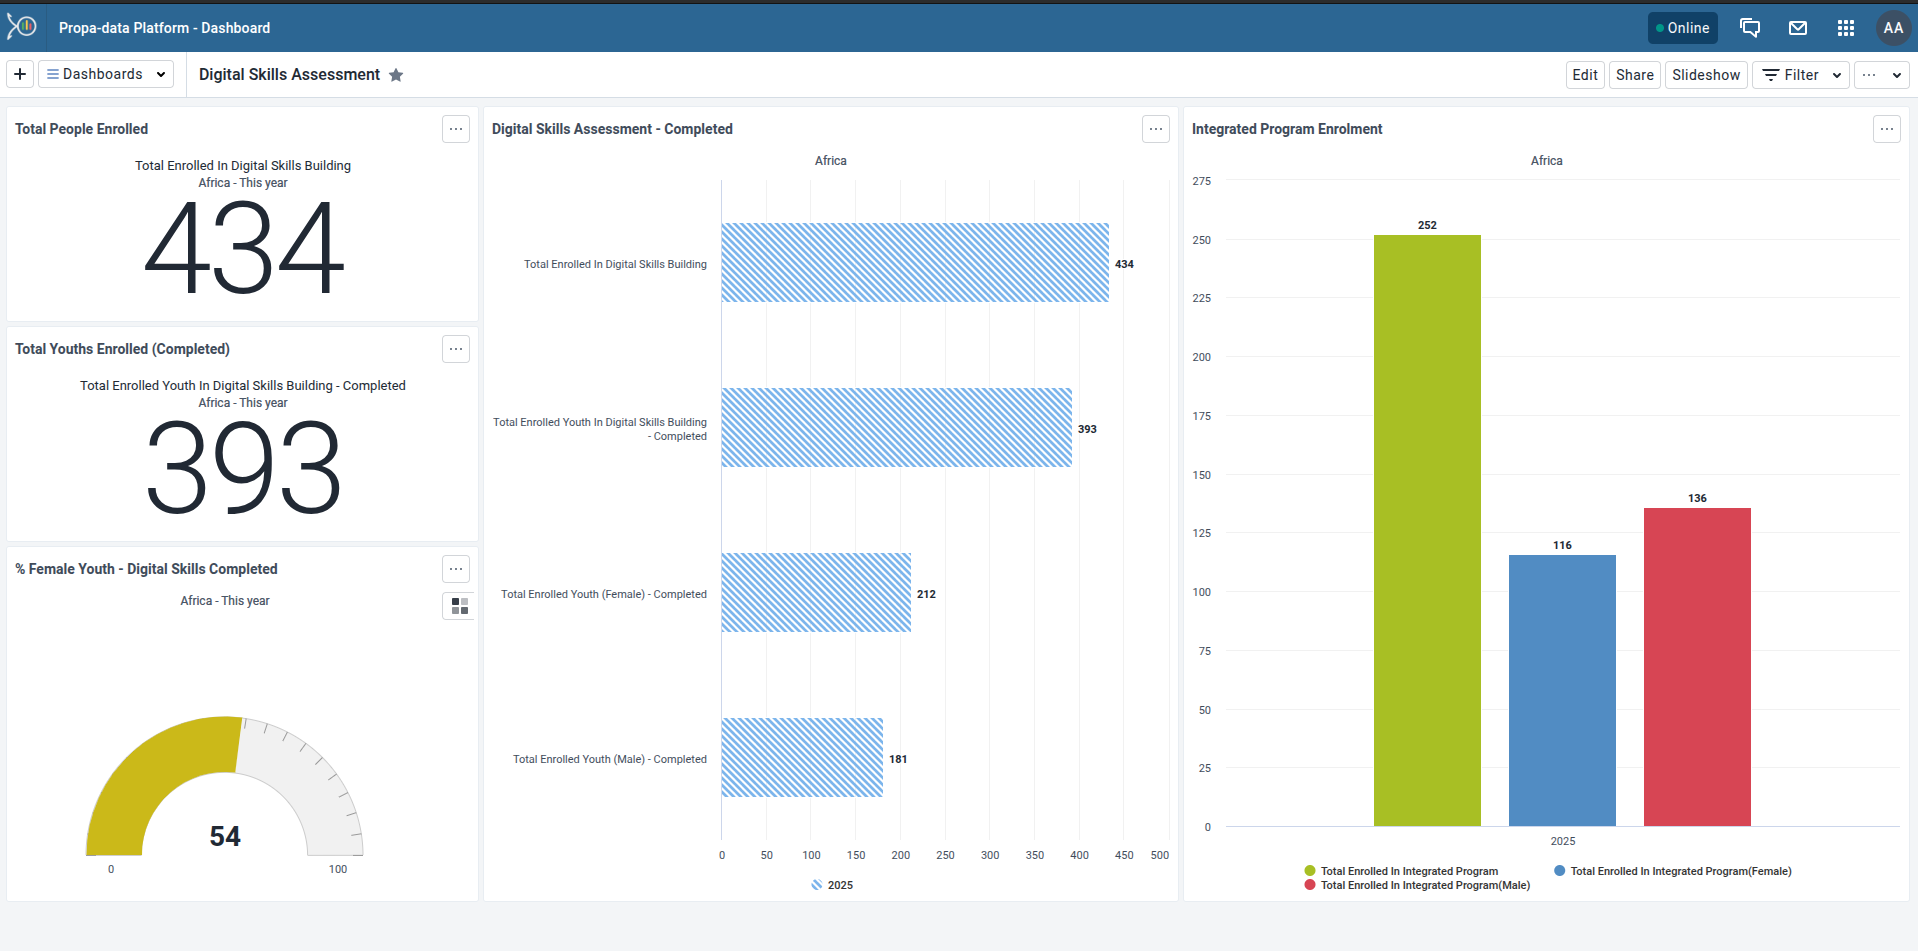 Propa-data Platform - Dashboard
Online
AA
+ Dashboards
Digital Skills Assessment
Edit
Share
Slideshow
Filter
Total People Enrolled
Total Enrolled In Digital Skills Building
Africa - This year
434
Total Youths Enrolled (Completed)
Total Enrolled Youth In Digital Skills Building - Completed
Africa - This year
393
% Female Youth - Digital Skills Completed
Africa - This year
54
0
100
Digital Skills Assessment - Completed
Africa
Total Enrolled In Digital Skills Building
434
Total Enrolled Youth In Digital Skills Building
- Completed
393
Total Enrolled Youth (Female) - Completed
212
Total Enrolled Youth (Male) - Completed
181
0 50 100 150 200 250 300 350 400 450 500
2025
Integrated Program Enrolment
Africa
275
250
225
200
175
150
125
100
75
50
25
0
252
116
136
2025
Total Enrolled In Integrated Program
Total Enrolled In Integrated Program(Female)
Total Enrolled In Integrated Program(Male)